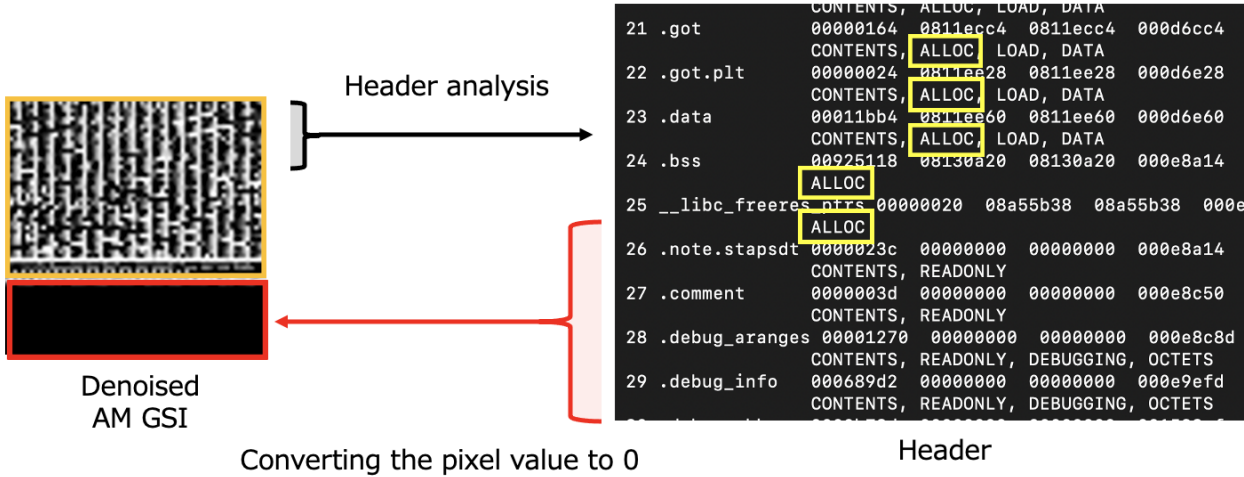 Header analysis
Denoised
AM GSI
Converting the pixel value to 0
CONTENTS, ALLOC, LOAD, DATA
21 .got 00000164 0811ecc4 0811ecc4 000d6cc4
CONTENTS, ALLOC, LOAD, DATA
22 .got.plt 00000024 0811ee28 0811ee28 000d6e28
CONTENTS, ALLOC, LOAD, DATA
23 .data 00011bb4 0811ee60 0811ee60 000d6e60
CONTENTS, ALLOC, LOAD, DATA
24 .bss 00925118 08130a20 08130a20 000e8a14
ALLOC
25 __libc_freeres_ptrs 00000020 08a55b38 08a55b38 000e
ALLOC
26 .note.stapsdt 0000023c 00000000 00000000 000e8a14
CONTENTS, READONLY
27 .comment 0000003d 00000000 00000000 000e8c50
CONTENTS, READONLY
28 .debug_aranges 00001270 00000000 00000000 000e8c8d
CONTENTS, READONLY, DEBUGGING, OCTETS
29 .debug_info 000689d2 00000000 00000000 000e9efd
CONTENTS, READONLY, DEBUGGING, OCTETS
Header